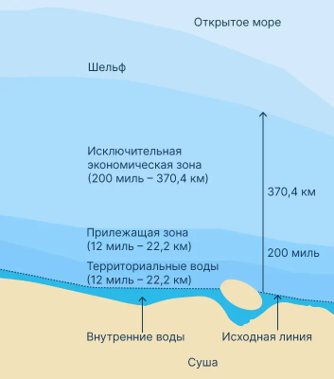 Открытое море
Шельф
Исключительная
экономическая зона
(200 миль – 370,4 км)
370,4 км
Прилежащая зона
(12 миль – 22,2 км)
200 миль
Территориальные воды
(12 миль – 22,2 км)
Внутренние воды
Исходная линия
Суша